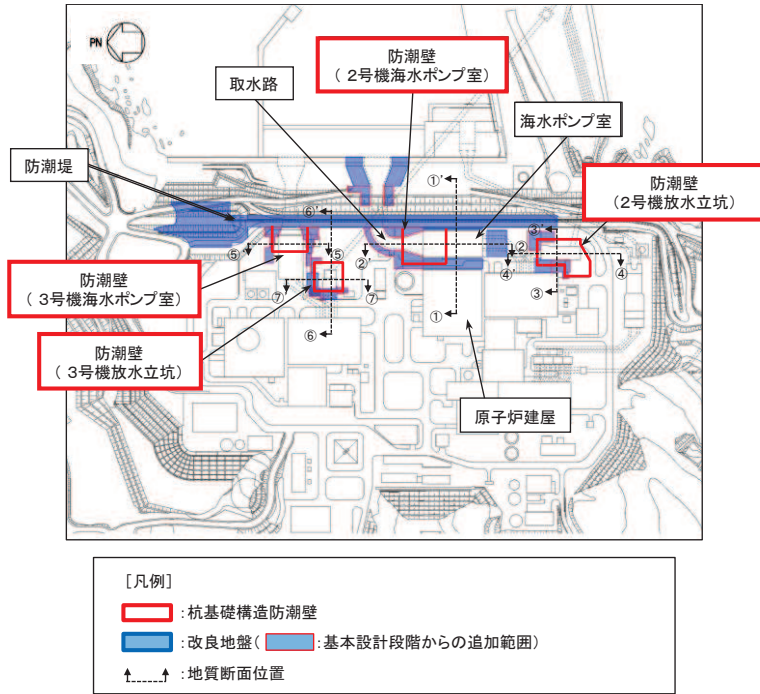 PN
防潮壁
( 2号機海水ポンプ室)
取水路
海水ポンプ室
防潮堤
防潮壁
(2号機放水立坑)
①'
⑥'
③'
⑤
⑤
②'
②
④'
④
防潮壁
( 3号機海水ポンプ室)
⑦
⑦
③
①
⑥
防潮壁
( 3号機放水立坑)
原子炉建屋
[凡例]
:杭基礎構造防潮壁
:改良地盤( :基本設計段階からの追加範囲)
:地質断面位置